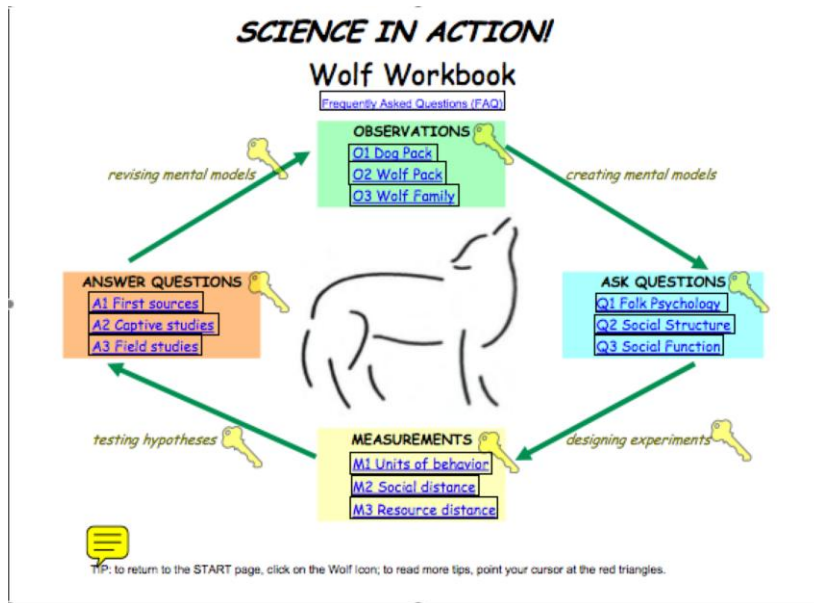 SCIENCE IN ACTION!
Wolf Workbook
Frequently Asked Questions (FAQ)
OBSERVATIONS
O1 Dog Pack
O2 Wolf Pack
O3 Wolf Family
revising mental models
creating mental models
ANSWER QUESTIONS
A1 First sources
A2 Captive studies
A3 Field studies
ASK QUESTIONS
Q1 Folk Psychology
Q2 Social Structure
Q3 Social Function
testing hypotheses
designing experiments
MEASUREMENTS
M1 Units of behavior
M2 Social distance
M3 Resource distance
TIP: to return to the START page, click on the Wolf Icon; to read more tips, point your cursor at the red triangles.